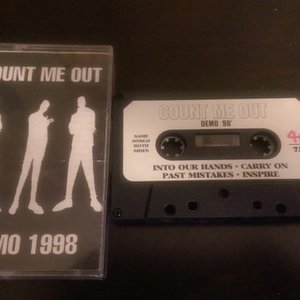 OUNT ME OUT
MO 1998
COUNT ME OUT
DEMO 98'
SAME
SONGS
BOTH
SIDES
INTO OUR HANDS • CARRY ON
PAST MISTAKES • INSPIRE